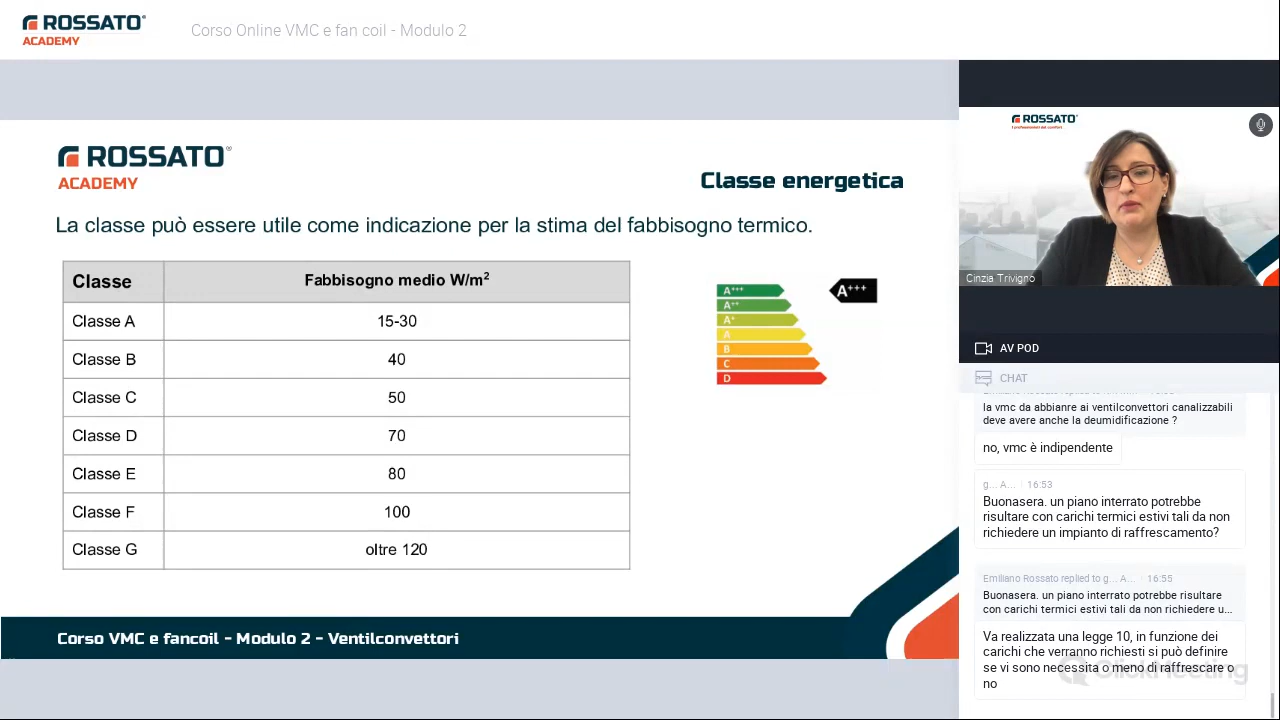 ROSSATO®
ACADEMY
Corso Online VMC e fan coil - Modulo 2
ROSSATO®
ACADEMY
Classe energetica
La classe può essere utile come indicazione per la stima del fabbisogno termico.
Classe Fabbisogno medio W/m²
Classe A 15-30
Classe B 40
Classe C 50
Classe D 70
Classe E 80
Classe F 100
Classe G oltre 120
A+++
A++
A+
A
B
C
D
A+++
Corso VMC e fancoil - Modulo 2 - Ventilconvettori
ROSSATO®
I professionisti del comfort
Cinzia Trivigno
AV POD
CHAT
la vmc da abbianre ai ventilconvettori canalizzabili
deve avere anche la deumidificazione ?
no, vmc è indipendente
g... A... 16:53
Buonasera. un piano interrato potrebbe
risultare con carichi termici estivi tali da non
richiedere un impianto di raffrescamento?
Emiliano Rossato replied to g... A... 16:55
Buonasera. un piano interrato potrebbe risultare
con carichi termici estivi tali da non richiedere u...
Va realizzata una legge 10, in funzione dei
carichi che verranno richiesti si può definire
se vi sono necessita o meno di raffrescare o
no
ClickMeeting